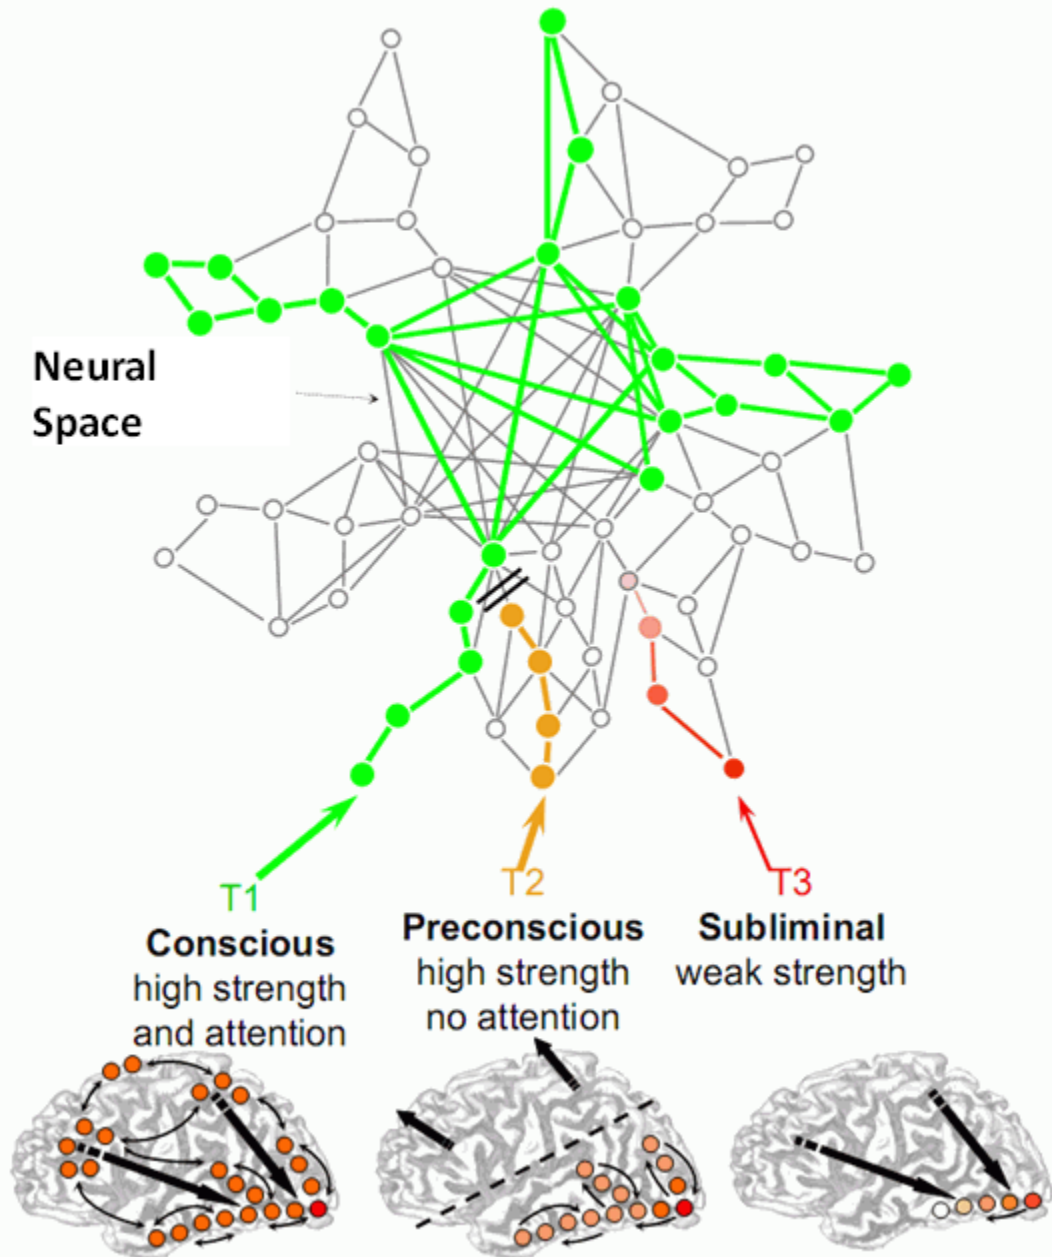 Neural
Space
T1
Conscious
high strength
and attention
T2
Preconscious
high strength
no attention
T3
Subliminal
weak strength